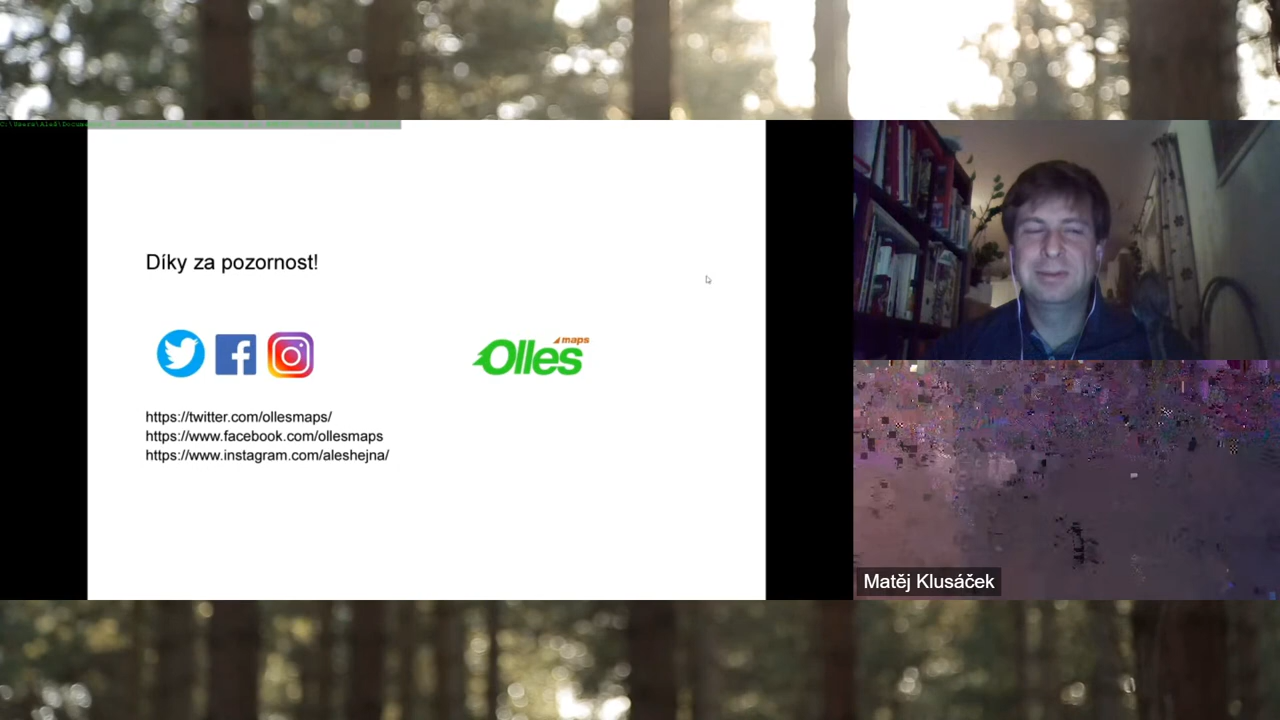 Díky za pozornost!
maps
Olles
https://twitter.com/ollesmaps/
https://www.facebook.com/ollesmaps
https://www.instagram.com/aleshejna/
Matěj Klusáček